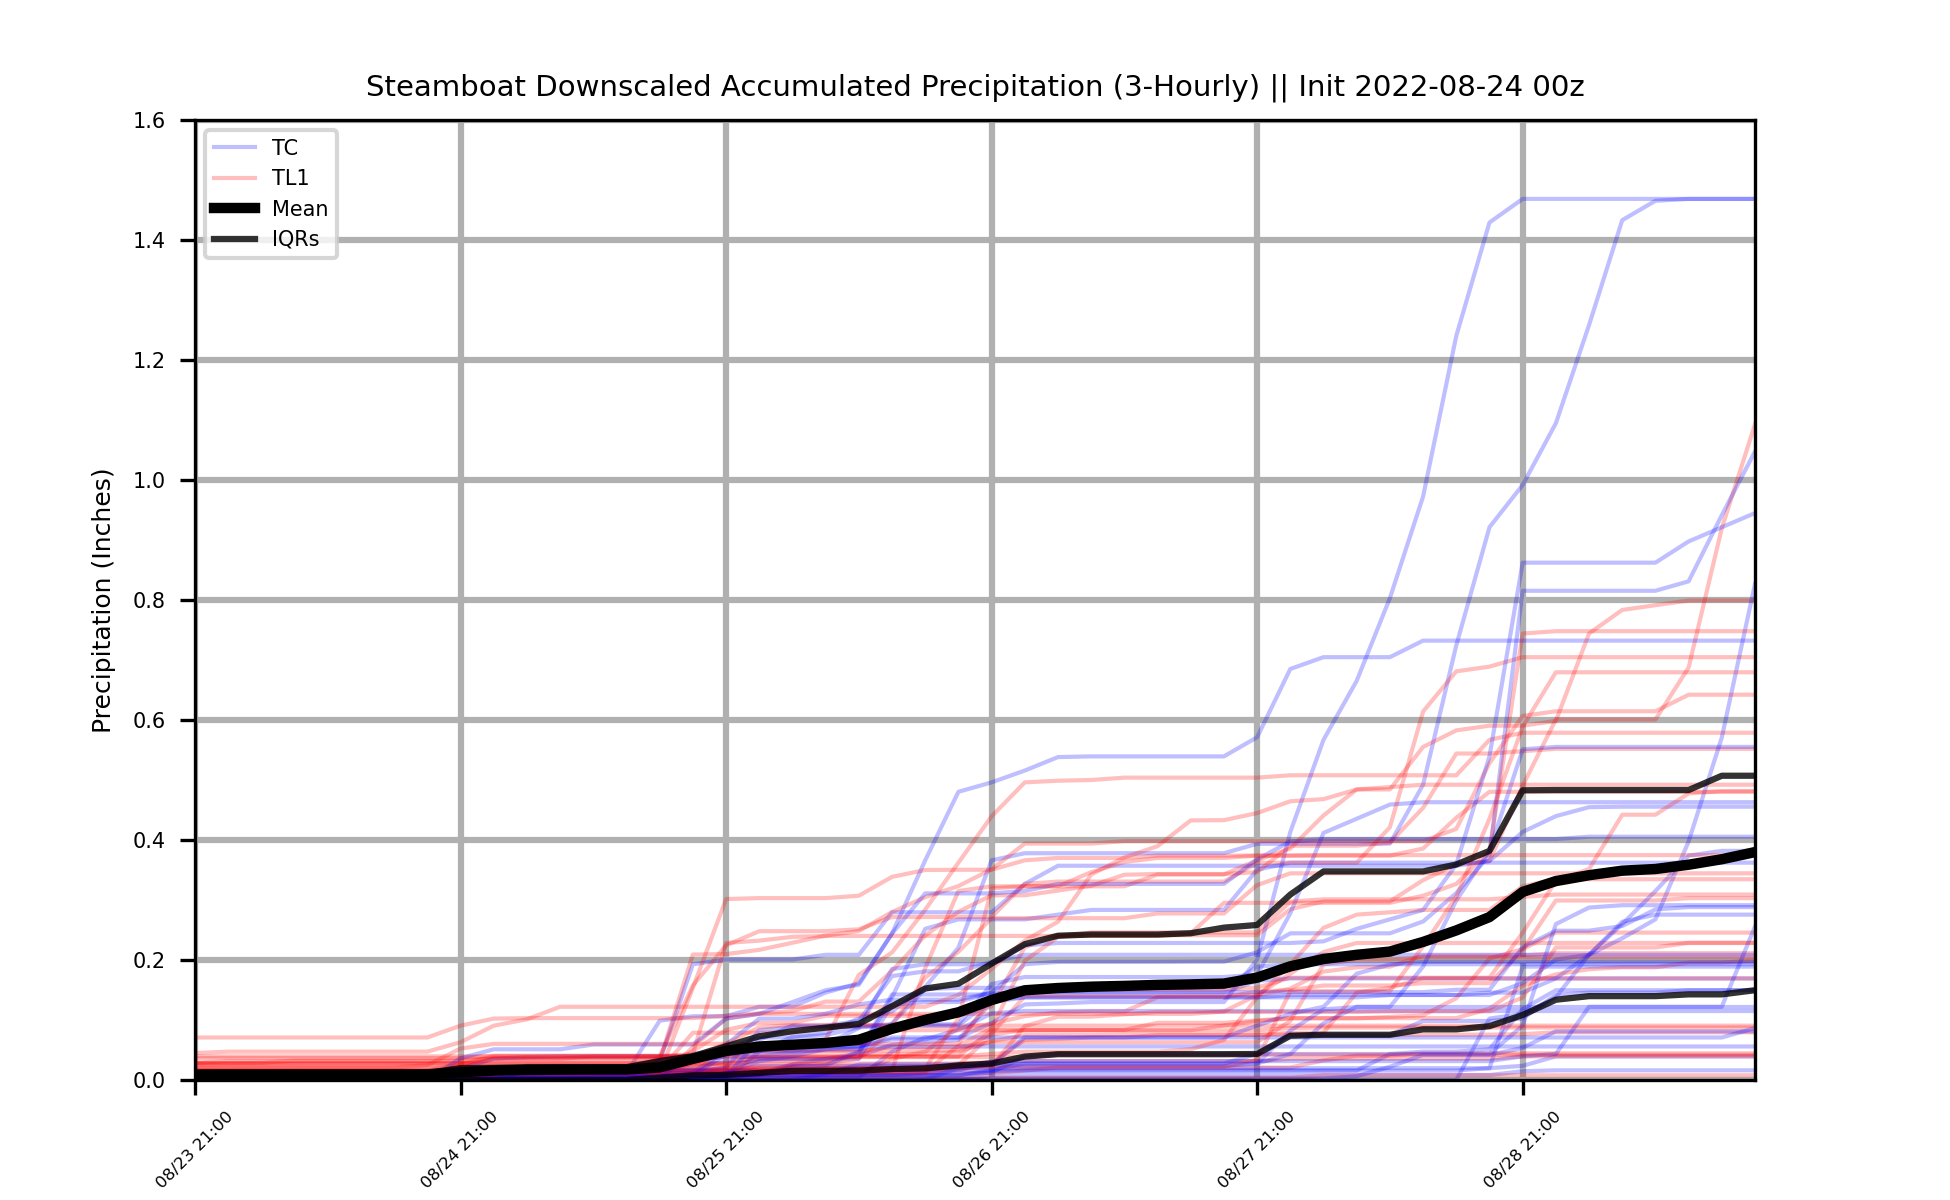 Steamboat Downscaled Accumulated Precipitation (3-Hourly) || Init 2022-08-24 00z
TC
TL1
Mean
IQRs
Precipitation (Inches)
1.6
1.4
1.2
1.0
0.8
0.6
0.4
0.2
0.0
08/23 21:00
08/24 21:00
08/25 21:00
08/26 21:00
08/27 21:00
08/28 21:00